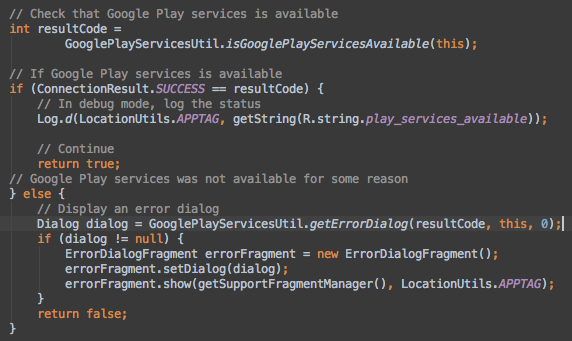 // Check that Google Play services is available
int resultCode =
        GooglePlayServicesUtil.isGooglePlayServicesAvailable(this);

// If Google Play services is available
if (ConnectionResult.SUCCESS == resultCode) {
    // In debug mode, log the status
    Log.d(LocationUtils.APPTAG, getString(R.string.play_services_available));

    // Continue
    return true;
// Google Play services was not available for some reason
} else {
    // Display an error dialog
    Dialog dialog = GooglePlayServicesUtil.getErrorDialog(resultCode, this, 0);
    if (dialog != null) {
        ErrorDialogFragment errorFragment = new ErrorDialogFragment();
        errorFragment.setDialog(dialog);
        errorFragment.show(getSupportFragmentManager(), LocationUtils.APPTAG);
    }
    return false;
}